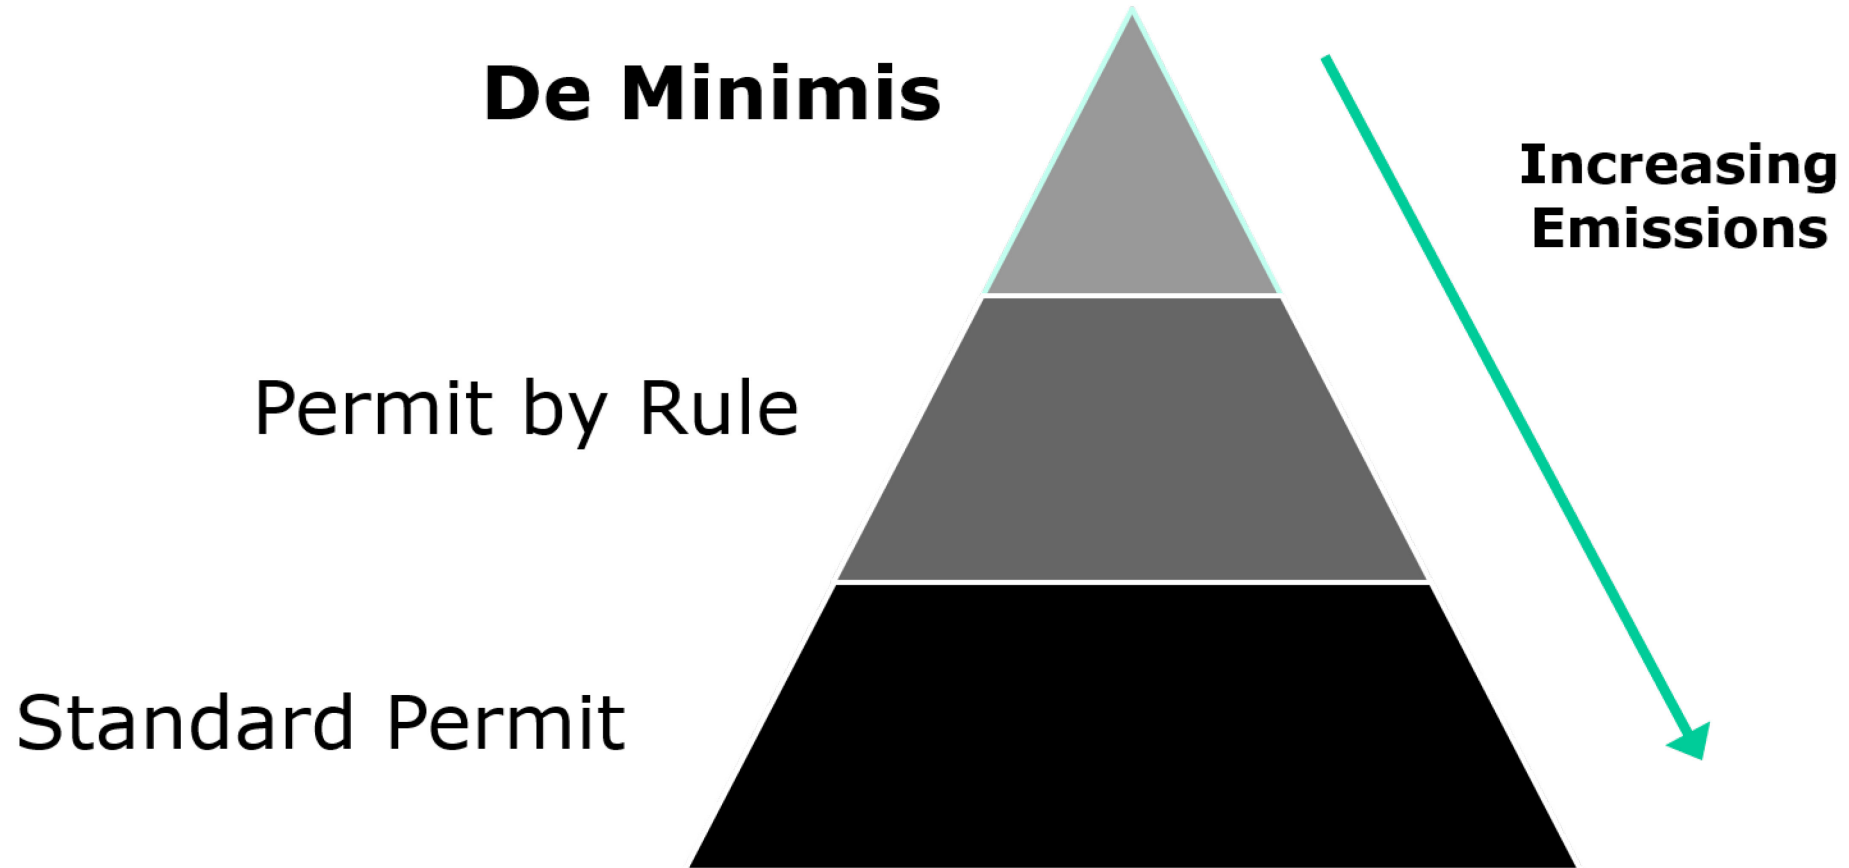 De Minimis
Increasing
Emissions
Permit by Rule
Standard Permit